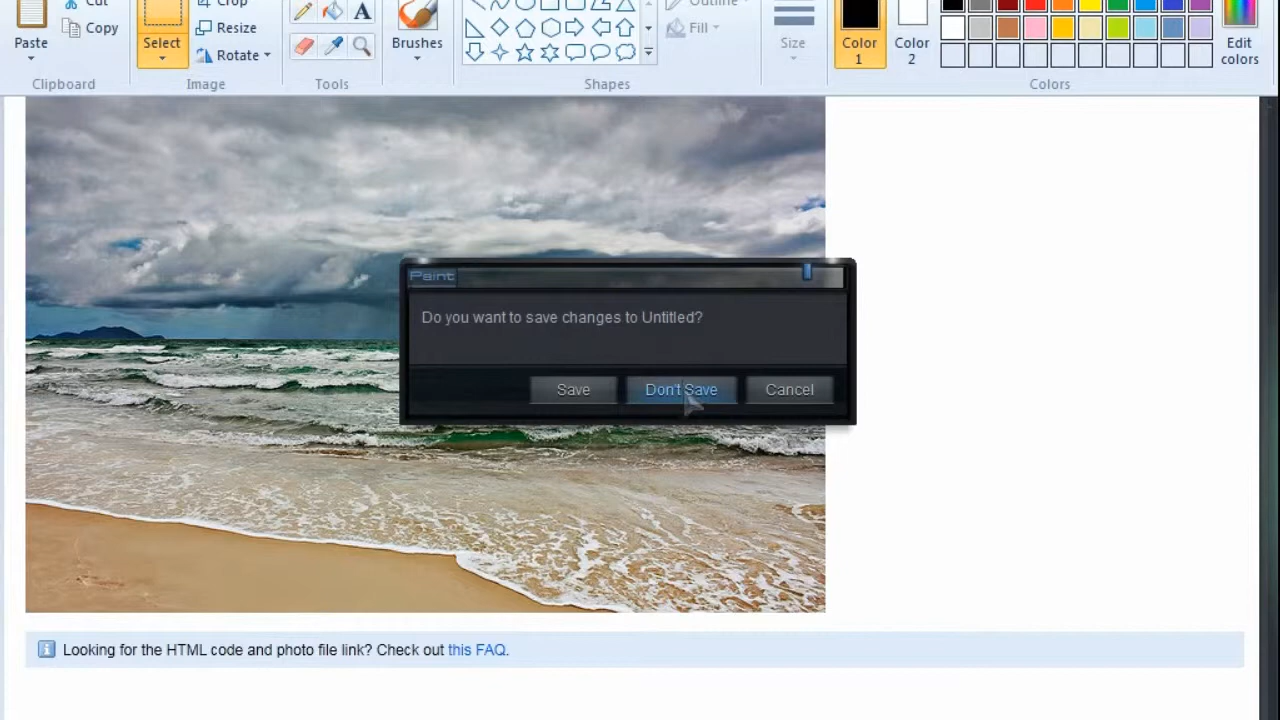 Cut
Crop
Outline
Paste
Copy
Select
Resize
Rotate
A
Brushes
Fill
Size
Color
1
Color
2
Edit
colors
Clipboard
Image
Tools
Shapes
Colors
Paint
Do you want to save changes to Untitled?
Save
Don't Save
Cancel
Looking for the HTML code and photo file link? Check out this FAQ.